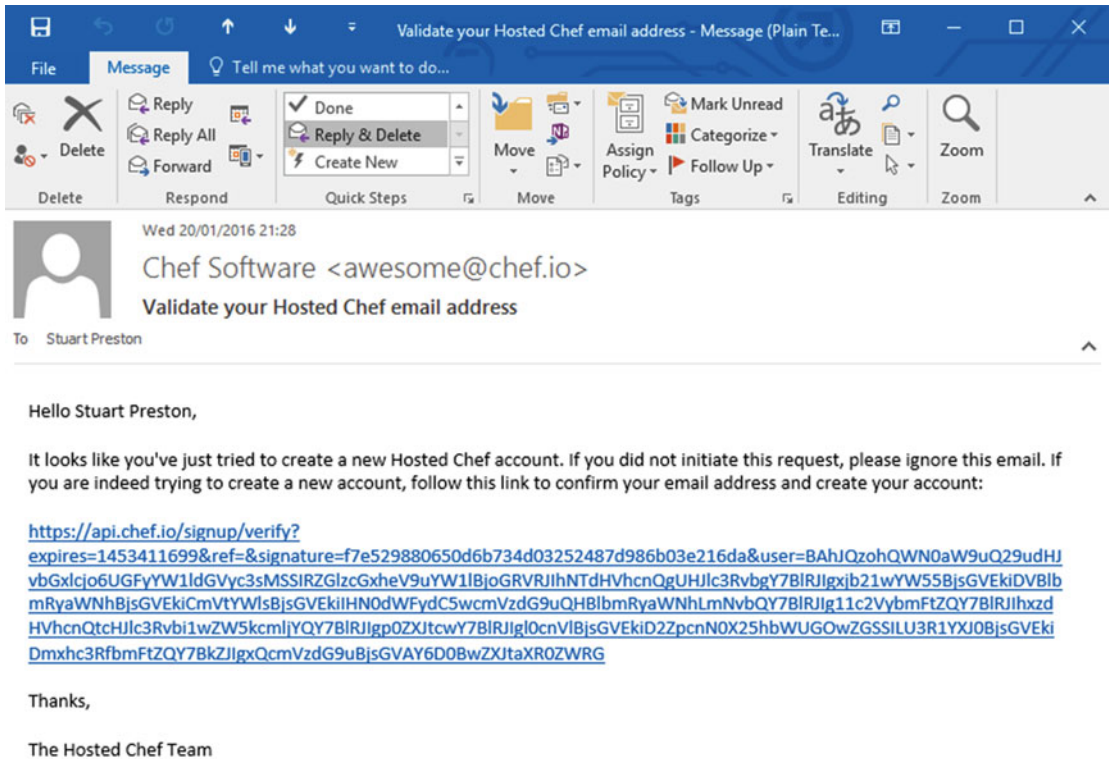 Validate your Hosted Chef email address - Message (Plain Te...
File Message Tell me what you want to do...
Delete
Reply
Reply All
Forward
Done
Reply & Delete
Create New
Move
Assign Policy
Mark Unread
Categorize
Follow Up
Translate
Zoom
Delete Respond Quick Steps Move Tags Editing Zoom
Wed 20/01/2016 21:28
Chef Software <awesome@chef.io>
Validate your Hosted Chef email address
To Stuart Preston
Hello Stuart Preston,
It looks like you've just tried to create a new Hosted Chef account. If you did not initiate this request, please ignore this email. If
you are indeed trying to create a new account, follow this link to confirm your email address and create your account:
https://api.chef.io/signup/verify?
expires=1453411699&ref=&signature=f7e529880650d6b734d03252487d986b03e216da&user=BAhJQzohQWN0aW9uQ29udHJ
vbGxlcjo6UGFyYW1ldGVyc3sMSSIRZGlzcGxheV9uYW1lBjoGRVRJIhNTdHVhcnQgUHJlc3RvbgY7BlRJIgxjb21wYW55BjsGVEkiDVBlb
mRyaWNhBjsGVEkiCmVtYWlsBjsGVEkiIHN0dWFydC5wcmVzdG9uQHBlbmRyaWNhLmNvbQY7BlRJIg11c2VybmFtZQY7BlRJIhxzd
HVhcnQtcHJlc3Rvbi1wZW5kcmljYQY7BlRJIgp0ZXJtcwY7BlRJIgl0cnVlBjsGVEkiD2ZpcnN0X25hbWUGOwZGSSILU3R1YXJ0BjsGVEki
Dmxhc3RfbmFtZQY7BkZJIgxQcmVzdG9uBjsGVAY6D0BwZXJtaXR0ZWRG
Thanks,
The Hosted Chef Team